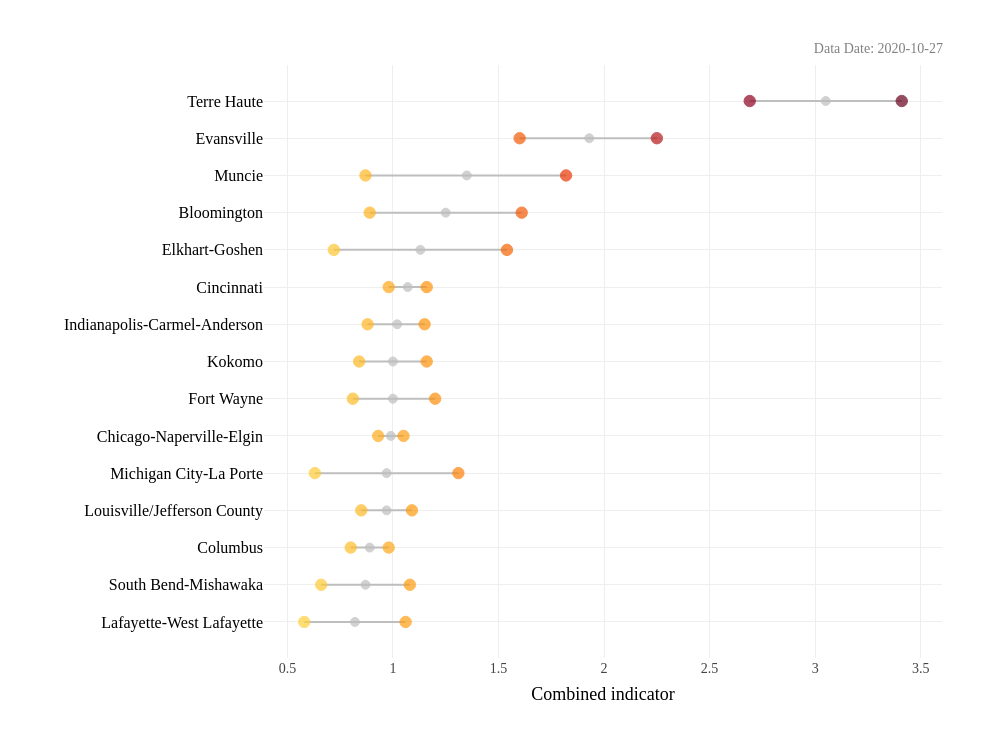 Data Date: 2020-10-27
Terre Haute
Evansville
Muncie
Bloomington
Elkhart-Goshen
Cincinnati
Indianapolis-Carmel-Anderson
Kokomo
Fort Wayne
Chicago-Naperville-Elgin
Michigan City-La Porte
Louisville/Jefferson County
Columbus
South Bend-Mishawaka
Lafayette-West Lafayette
0.5 1 1.5 2 2.5 3 3.5
Combined indicator